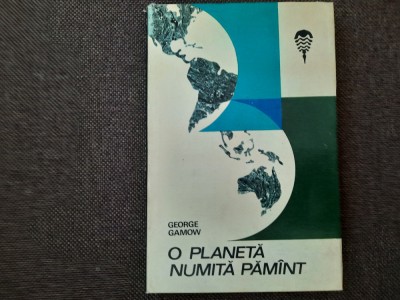 GEORGE
GAMOW
O PLANETĂ
NUMITĂ PĂMÎNT